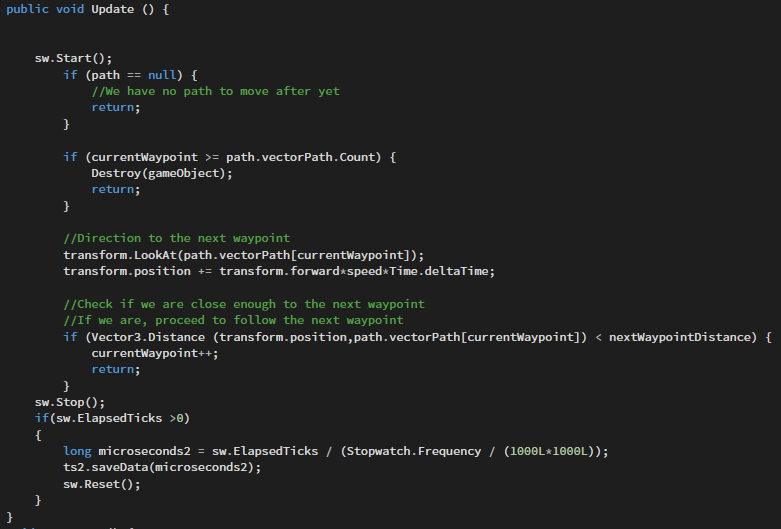 public void Update () {
sw.Start();
if (path == null) {
//We have no path to move after yet
return;
}
if (currentWaypoint >= path.vectorPath.Count) {
Destroy(gameObject);
return;
}
//Direction to the next waypoint
transform.LookAt(path.vectorPath[currentWaypoint]);
transform.position += transform.forward*speed*Time.deltaTime;
//Check if we are close enough to the next waypoint
//If we are, proceed to follow the next waypoint
if (Vector3.Distance (transform.position,path.vectorPath[currentWaypoint]) < nextWaypointDistance) {
currentWaypoint++;
return;
}
sw.Stop();
if(sw.ElapsedTicks >0)
{
long microseconds2 = sw.ElapsedTicks / (Stopwatch.Frequency / (1000L*1000L));
ts2.saveData(microseconds2);
sw.Reset();
}
}